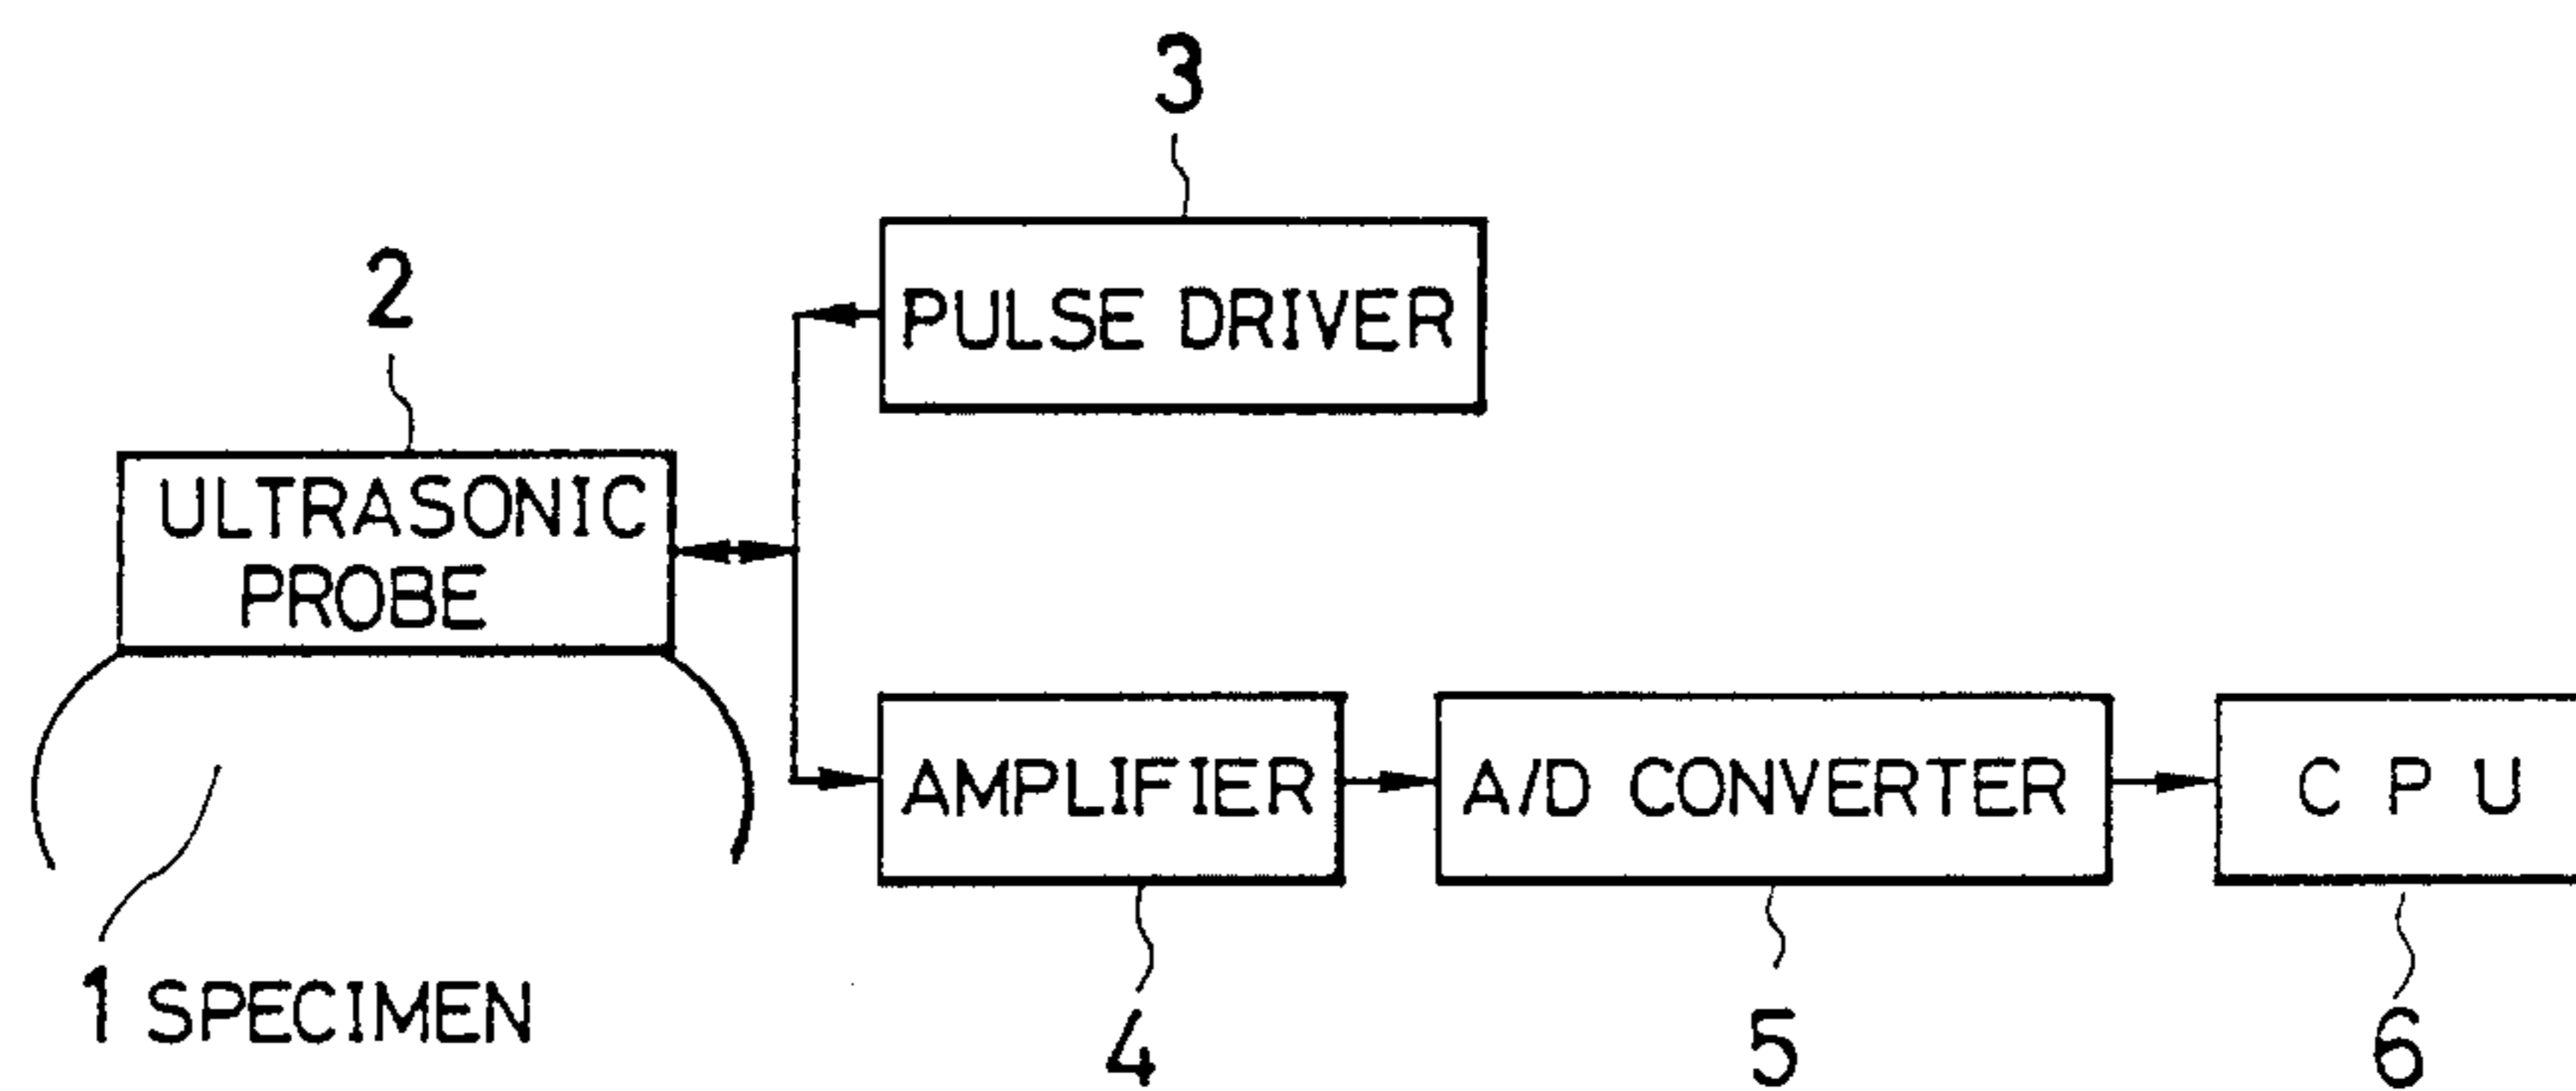 3
PULSE DRIVER
2
ULTRASONIC
PROBE
AMPLIFIER
A/D CONVERTER
C P U
1 SPECIMEN
4
5
6